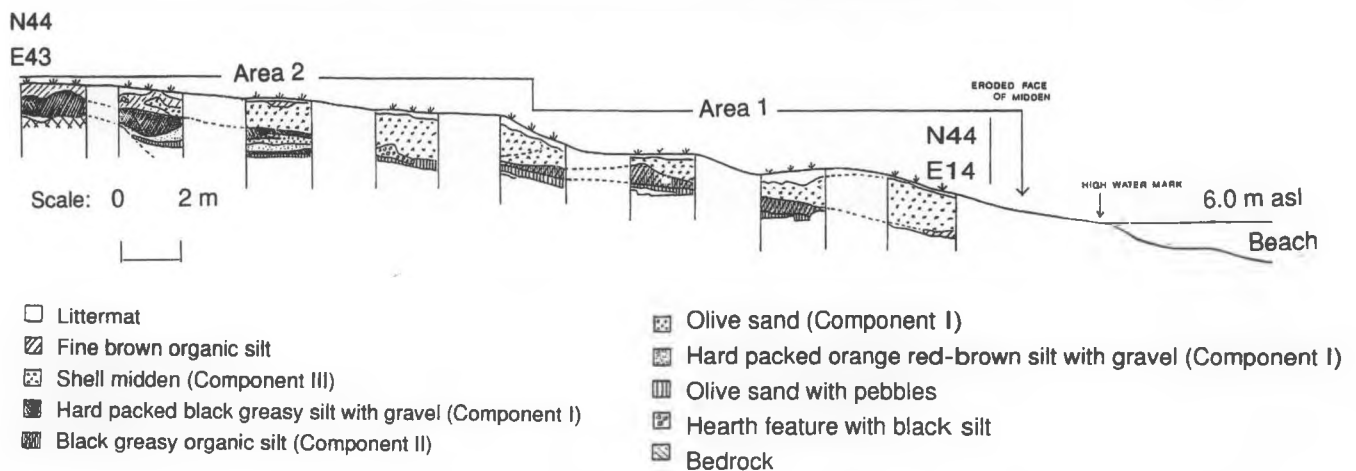 N44
E43
Area 2
Area 1
ERODED FACE
OF MIDDEN
N44
E14
HIGH WATER MARK
6.0 m asl
Beach
Scale: 0 2 m
Littermat
Fine brown organic silt
Shell midden (Component III)
Hard packed black greasy silt with gravel (Component I)
Black greasy organic silt (Component II)
Olive sand (Component I)
Hard packed orange red-brown silt with gravel (Component I)
Olive sand with pebbles
Hearth feature with black silt
Bedrock